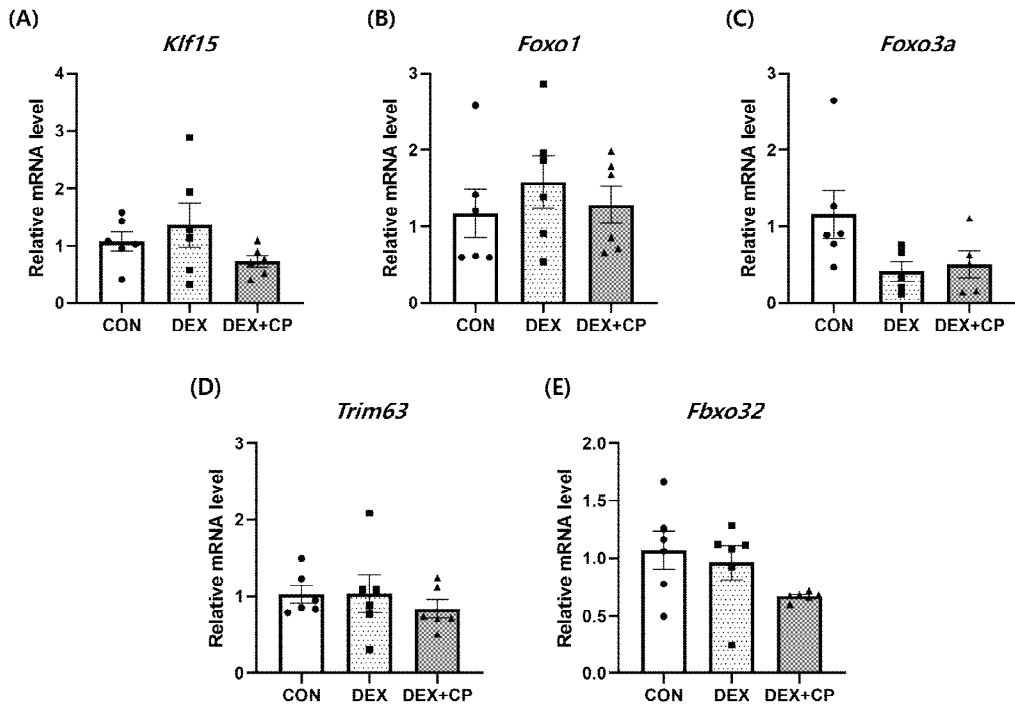 (A)
Klf15
Relative mRNA level
4
3
2
1
0
CON DEX DEX+CP
(B)
Foxo1
Relative mRNA level
3
2
1
0
CON DEX DEX+CP
(C)
Foxo3a
Relative mRNA level
3
2
1
0
CON DEX DEX+CP
(D)
Trim63
Relative mRNA level
3
2
1
0
CON DEX DEX+CP
(E)
Fbxo32
Relative mRNA level
2.0
1.5
1.0
0.5
0.0
CON DEX DEX+CP